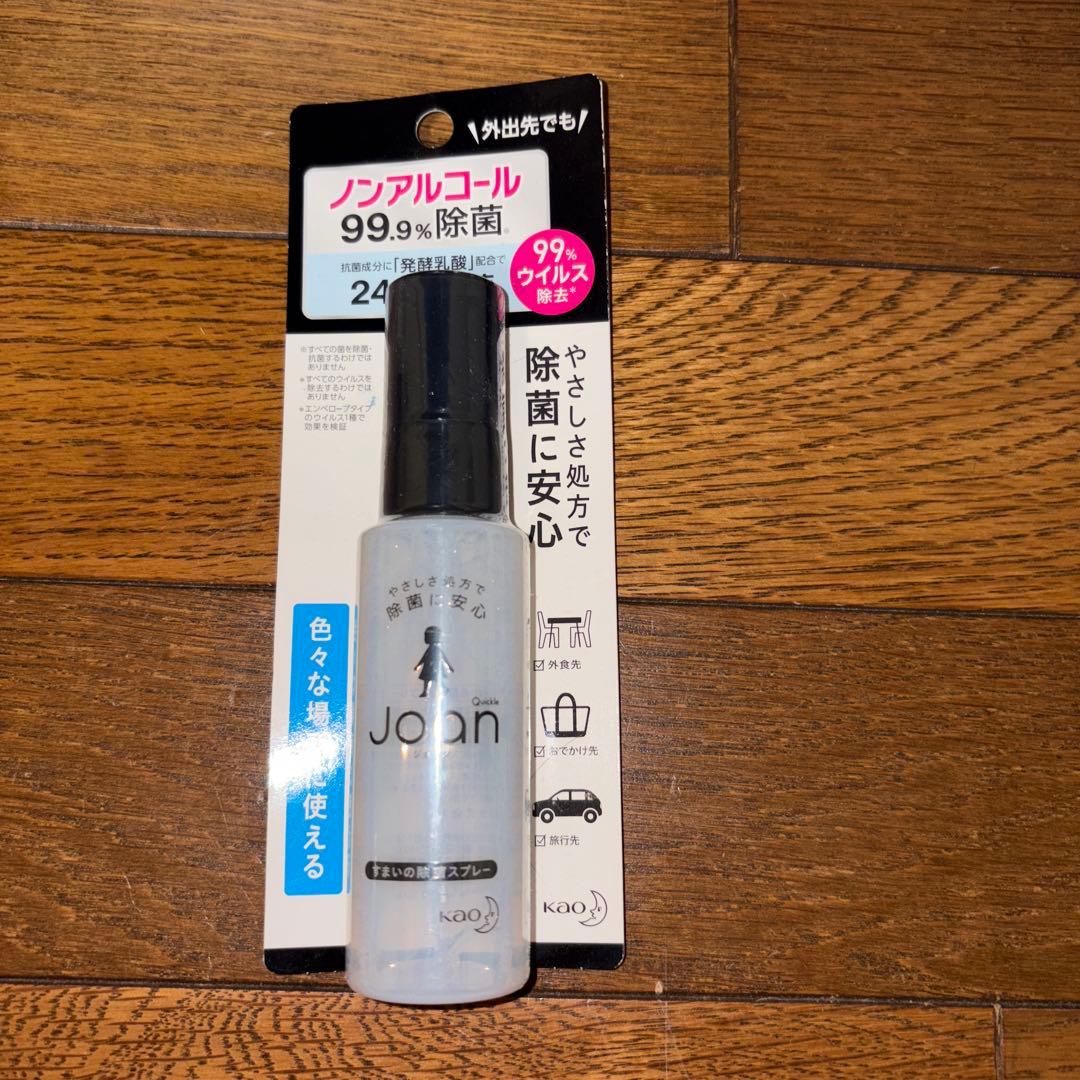 \外出先でも/
ノンアルコール
99.9%除菌※
抗菌成分に「発酵乳酸」配合で
24
99%
ウイルス
除去*
※すべての菌を除菌・
抗菌するわけでは
ありません
*すべてのウイルスを
除去するわけでは
ありません
*エンベロープタイプ
のウイルス1種で
効果を検証
やさしさ処方で
除菌に安心
やさしさ処方で
除菌に安心
Quickle
Joan
色々な場
使える
外食先
おでかけ先
旅行先
すまいの除菌スプレー
Kao
Kao